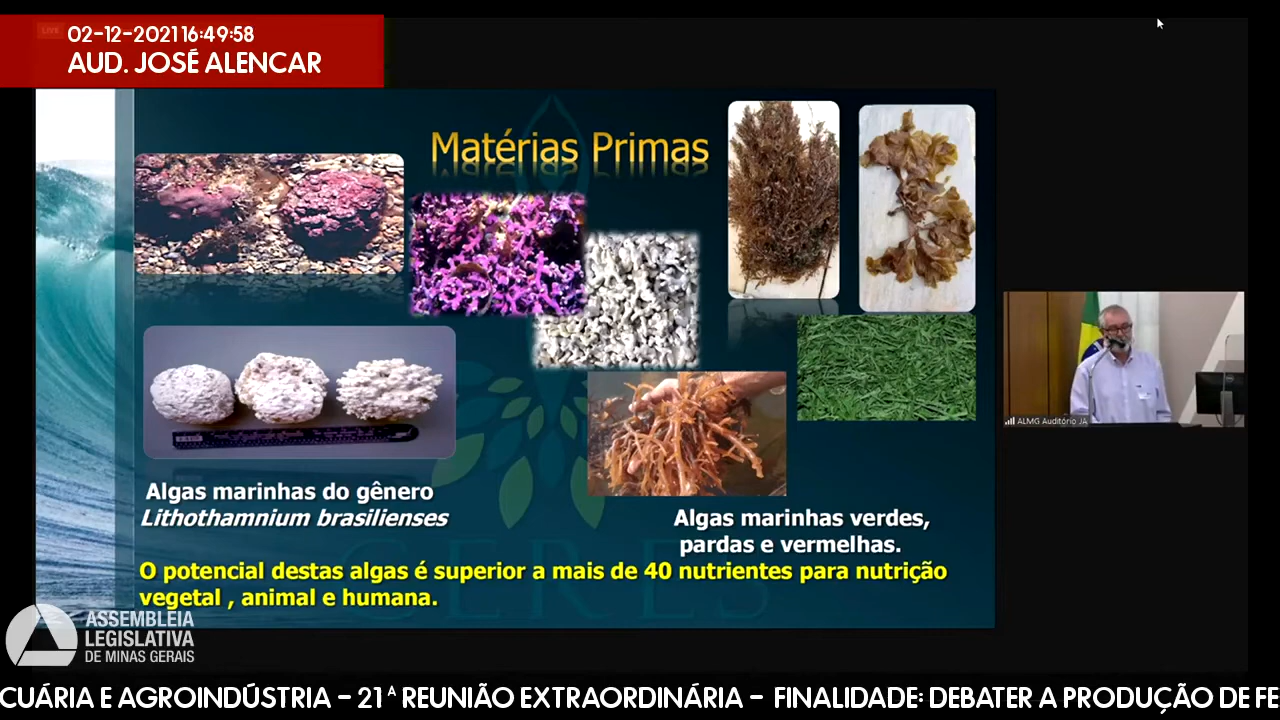 LIVE
02-12-2021 16:49:58
AUD. JOSÉ ALENCAR
Matérias Primas
Algas marinhas do gênero
Lithothamnium brasilienses
Algas marinhas verdes,
pardas e vermelhas.
O potencial destas algas é superior a mais de 40 nutrientes para nutrição
vegetal , animal e humana.
CERES
ALMG Auditório JA
ASSEMBLEIA
LEGISLATIVA
DE MINAS GERAIS
CUÁRIA E AGROINDÚSTRIA - 21ª REUNIÃO EXTRAORDINÁRIA - FINALIDADE: DEBATER A PRODUÇÃO DE FE